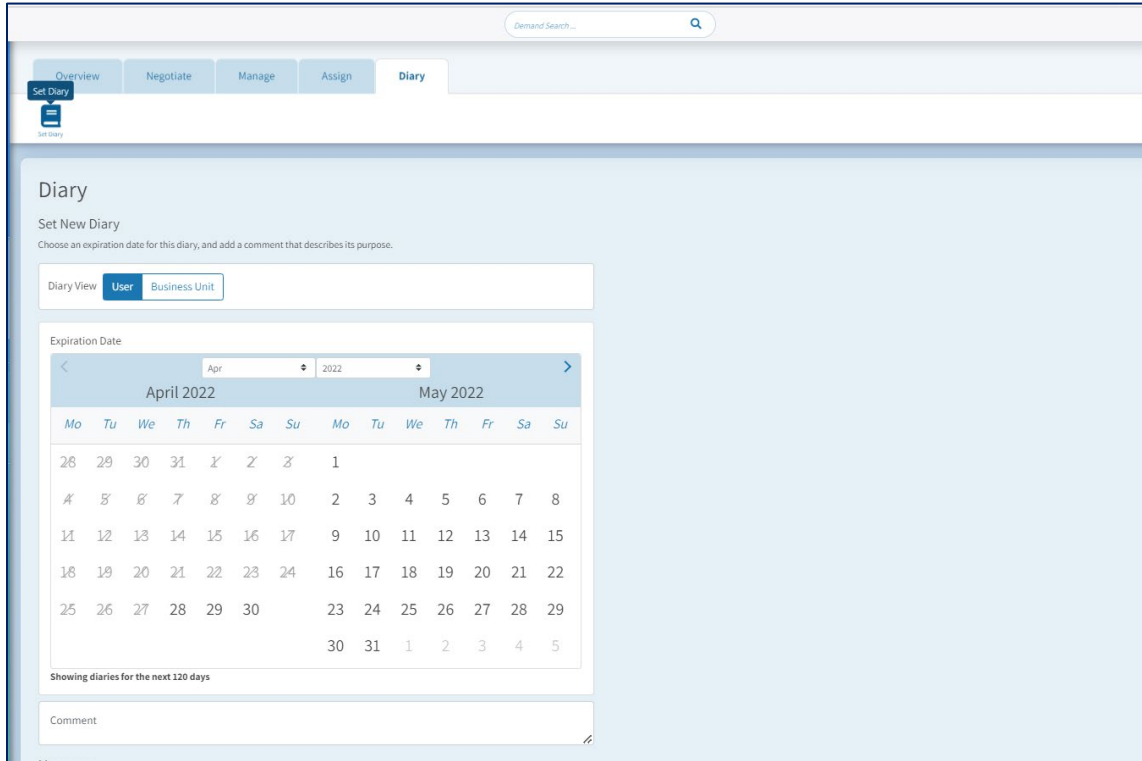 Demand Search ...
Overview Negotiate Manage Assign Diary
Set Diary
Set Diary
Diary
Set New Diary
Choose an expiration date for this diary, and add a comment that describes its purpose.
Diary View User Business Unit
Expiration Date
Apr 2022
April 2022 May 2022
Mo Tu We Th Fr Sa Su Mo Tu We Th Fr Sa Su
28 29 30 31 1 2 3 1
4 5 6 7 8 9 10 2 3 4 5 6 7 8
11 12 13 14 15 16 17 9 10 11 12 13 14 15
18 19 20 21 22 23 24 16 17 18 19 20 21 22
25 26 27 28 29 30 23 24 25 26 27 28 29
30 31 1 2 3 4 5
Showing diaries for the next 120 days
Comment